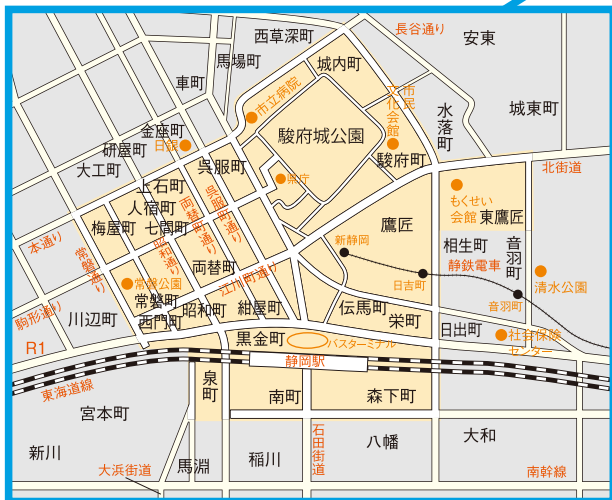 長谷通り
西草深町
安東
馬場町
城内町
車町
市立病院
市民
文化会館
水落町
城東町
金座町
日銀
駿府城公園
研屋町
大工町
呉服町
駿府町
北街道
県庁
上石町
人宿町
七間町
梅屋町
両替町通り
呉服町通り
もくせい
会館
東鷹匠
鷹匠
本通り
常磐通り
昭和通り
新静岡
相生町
音羽町
静鉄電車
両替町
江川町通り
日吉町
清水公園
常磐公園
常磐町
音羽町
駒形通り
川辺町
西門町
昭和町
紺屋町
伝馬町
栄町
日出町
社会保険
センター
黒金町
バスターミナル
R1
静岡駅
東海道線
泉町
宮本町
南町
森下町
新川
大浜街道
馬淵
稲川
石田街道
八幡
大和
南幹線